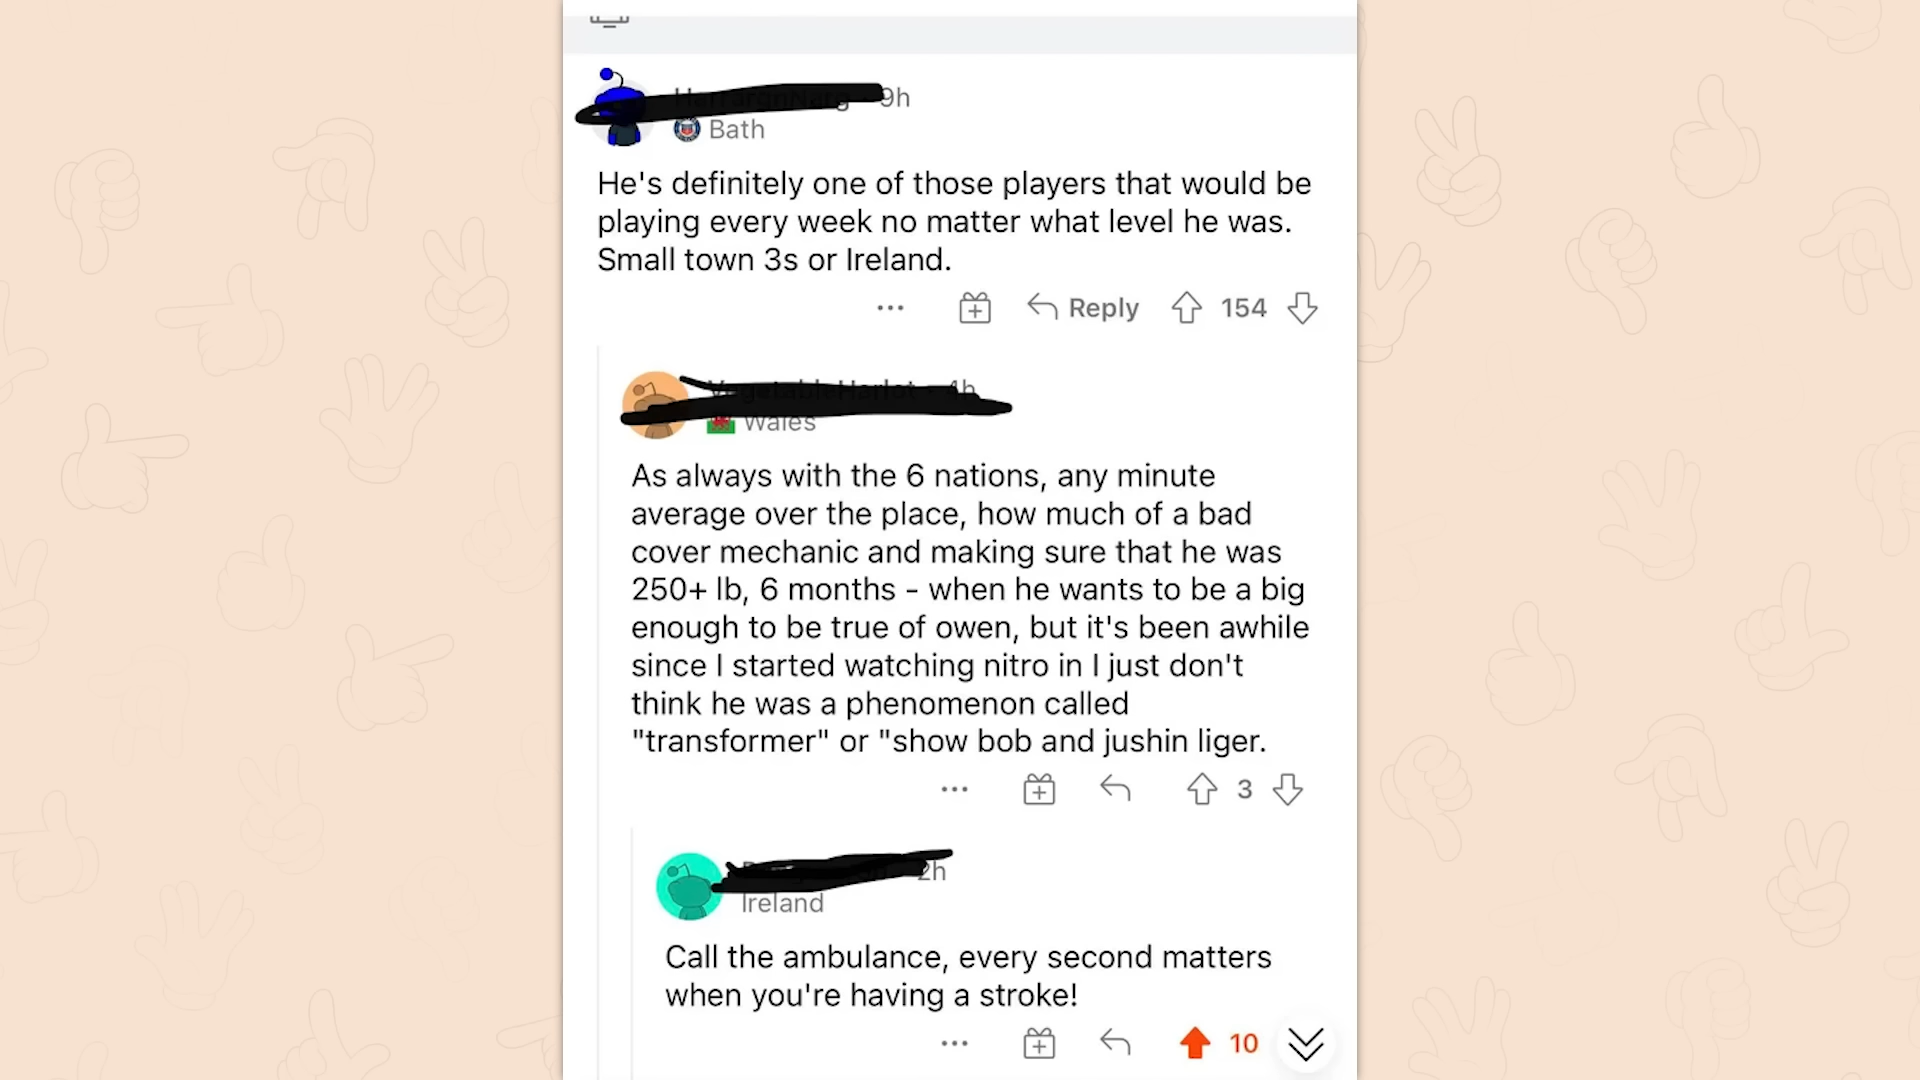 9h
Bath
He's definitely one of those players that would be
playing every week no matter what level he was.
Small town 3s or Ireland.
Reply 154
4h
Wales
As always with the 6 nations, any minute
average over the place, how much of a bad
cover mechanic and making sure that he was
250+ lb, 6 months - when he wants to be a big
enough to be true of owen, but it's been awhile
since I started watching nitro in I just don't
think he was a phenomenon called
"transformer" or "show bob and jushin liger.
3
2h
Ireland
Call the ambulance, every second matters
when you're having a stroke!
10